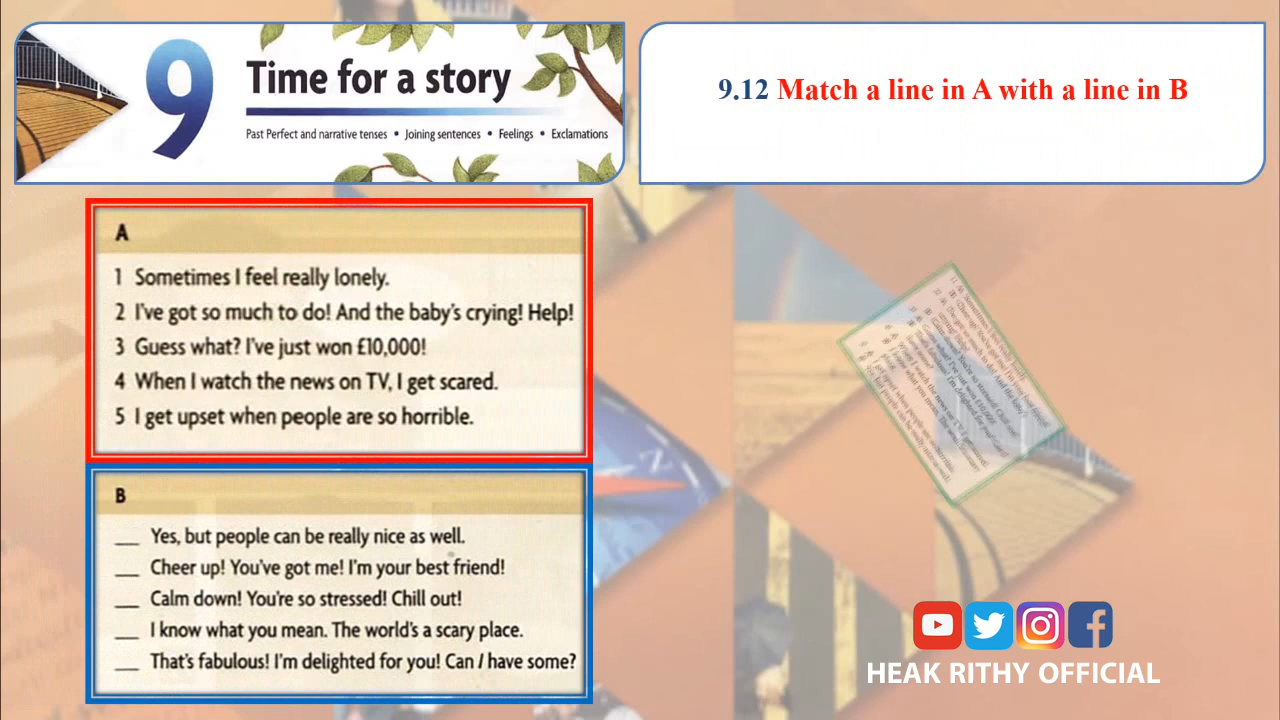 9
Time for a story
Past Perfect and narrative tenses • Joining sentences • Feelings • Exclamations
9.12 Match a line in A with a line in B
A
1 Sometimes I feel really lonely.
2 I've got so much to do! And the baby's crying! Help!
3 Guess what? I've just won £10,000!
4 When I watch the news on TV, I get scared.
5 I get upset when people are so horrible.
B
__ Yes, but people can be really nice as well.
__ Cheer up! You've got me! I'm your best friend!
__ Calm down! You're so stressed! Chill out!
__ I know what you mean. The world's a scary place.
__ That's fabulous! I'm delighted for you! Can I have some?
HEAK RITHY OFFICIAL